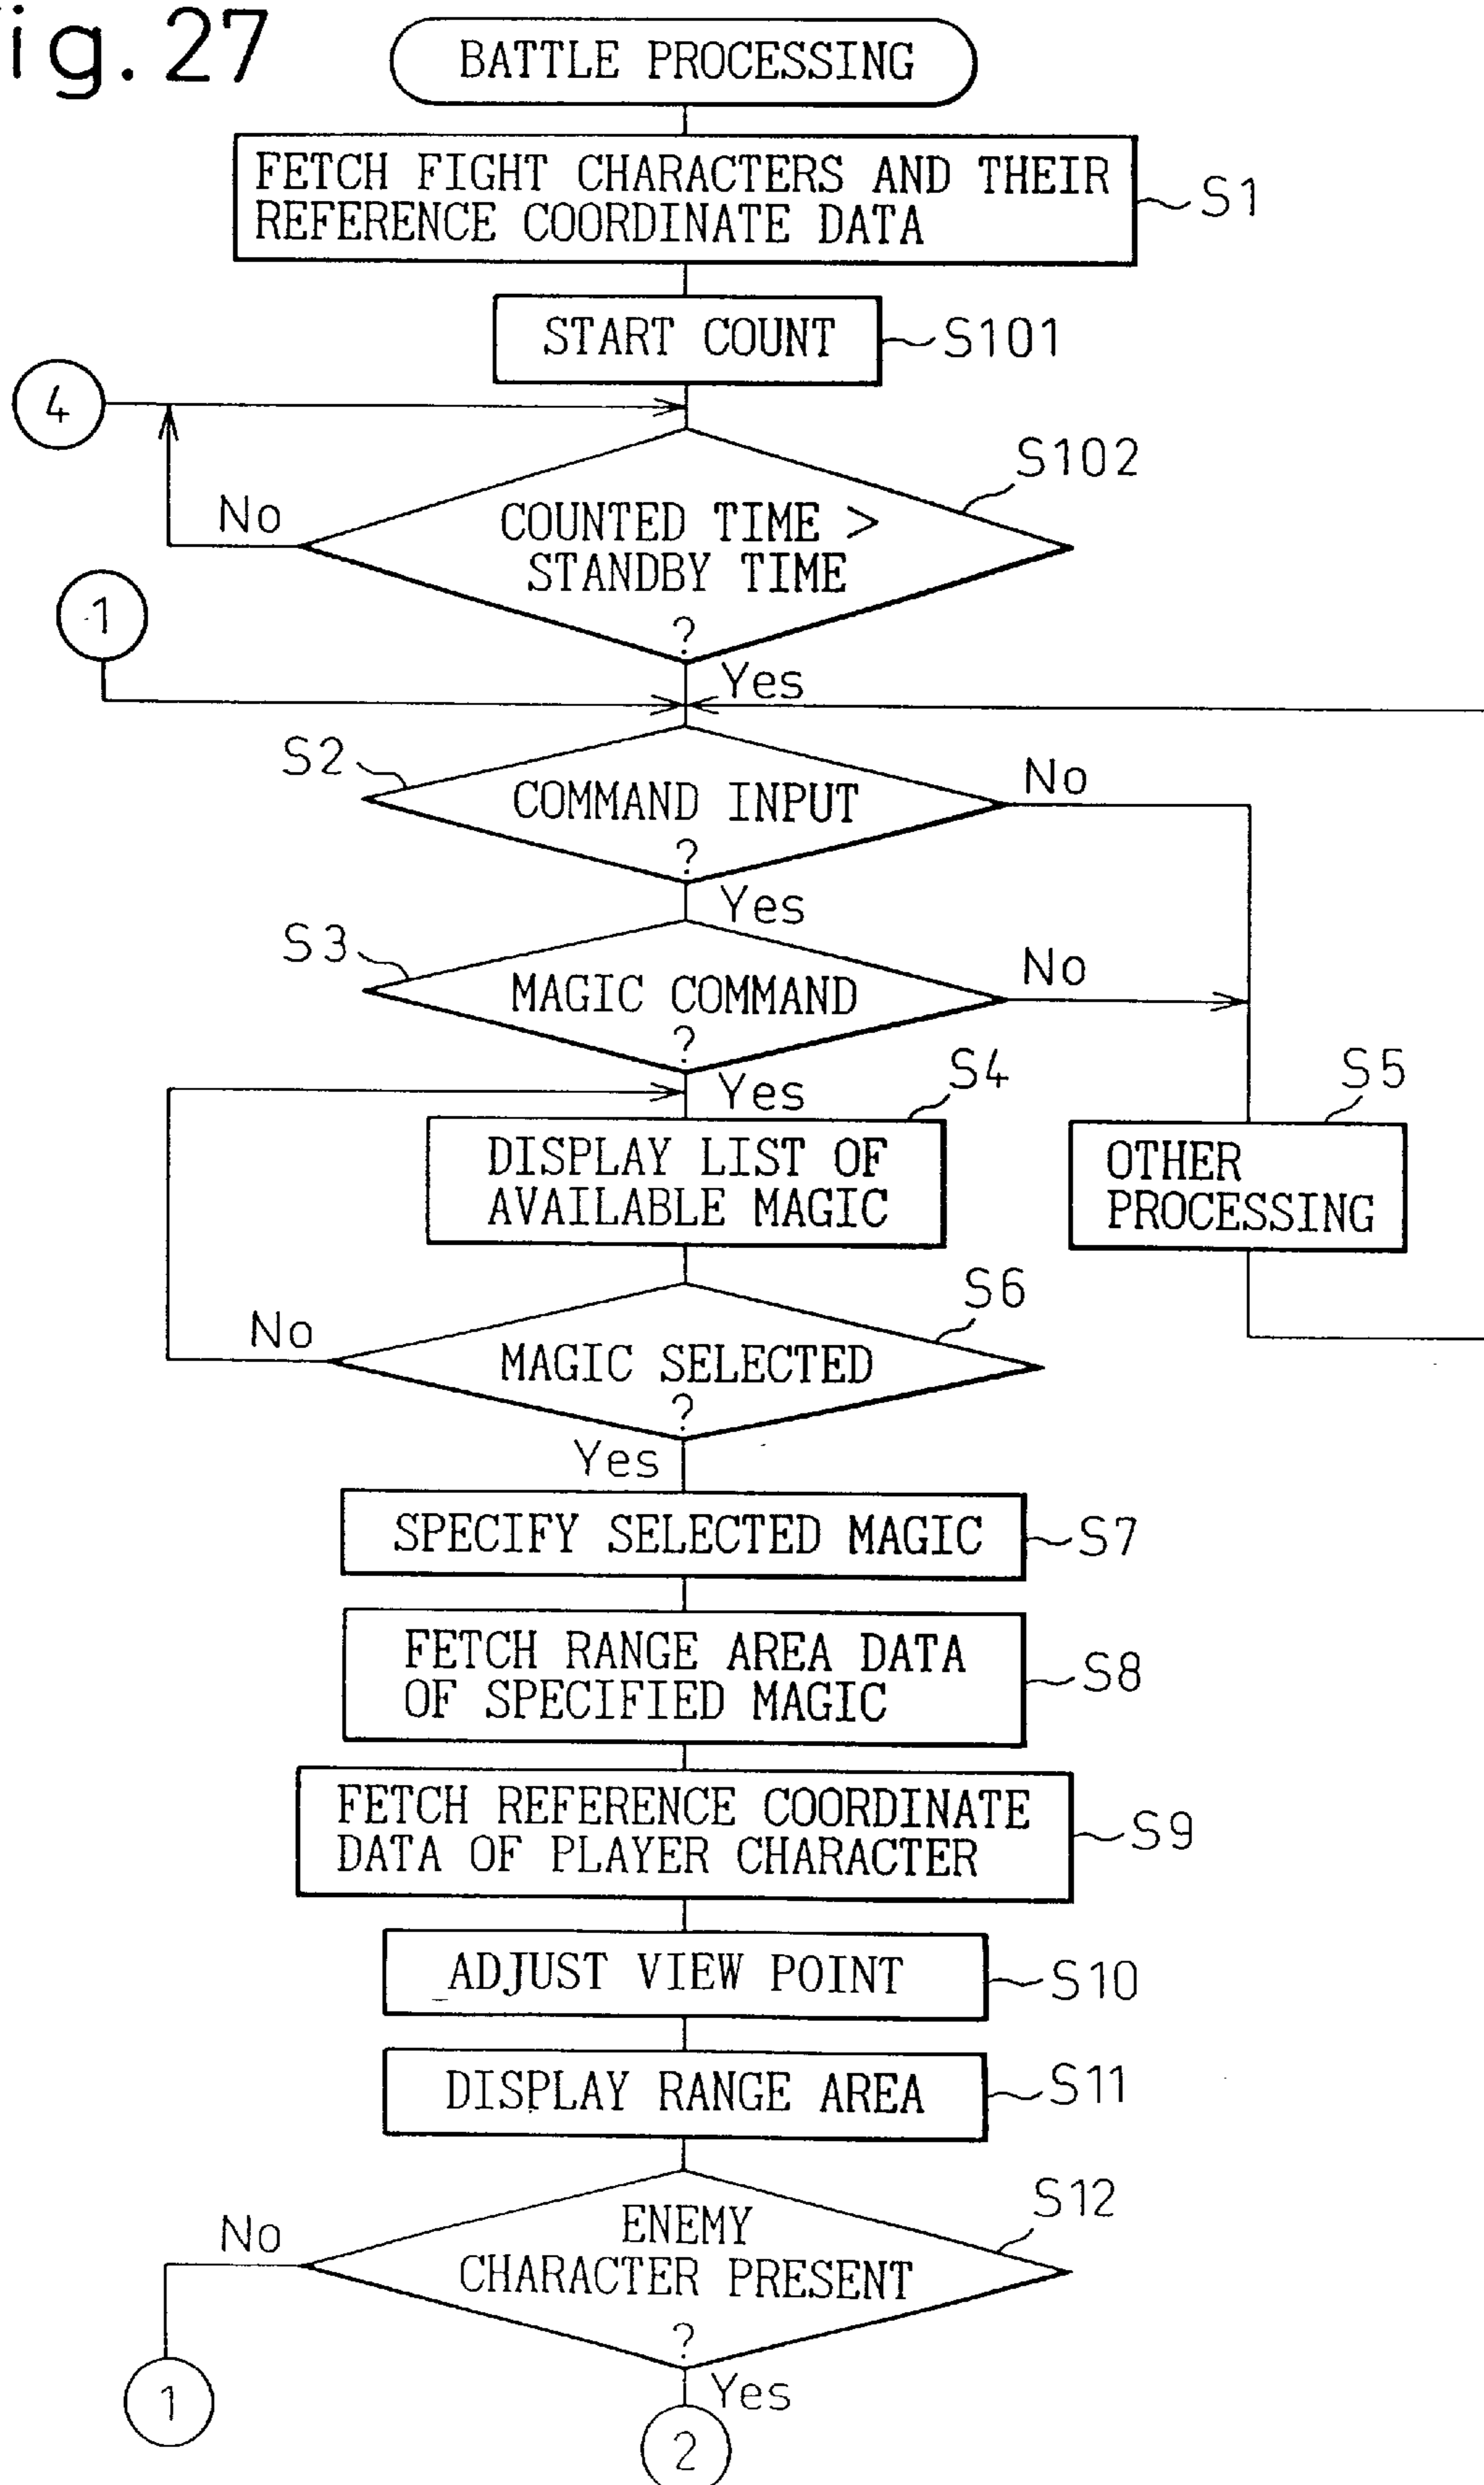 ig. 27
BATTLE PROCESSING
FETCH FIGHT CHARACTERS AND THEIR
REFERENCE COORDINATE DATA
S1
START COUNT
S101
4
S102
No
COUNTED TIME >
STANDBY TIME
?
1
Yes
S2
COMMAND INPUT
?
No
Yes
S3
MAGIC COMMAND
?
No
Yes
S4
S5
DISPLAY LIST OF
AVAILABLE MAGIC
OTHER
PROCESSING
S6
No
MAGIC SELECTED
?
Yes
SPECIFY SELECTED MAGIC
S7
FETCH RANGE AREA DATA
OF SPECIFIED MAGIC
S8
FETCH REFERENCE COORDINATE
DATA OF PLAYER CHARACTER
S9
ADJUST VIEW POINT
S10
DISPLAY RANGE AREA
S11
S12
No
ENEMY
CHARACTER PRESENT
?
Yes
1
2